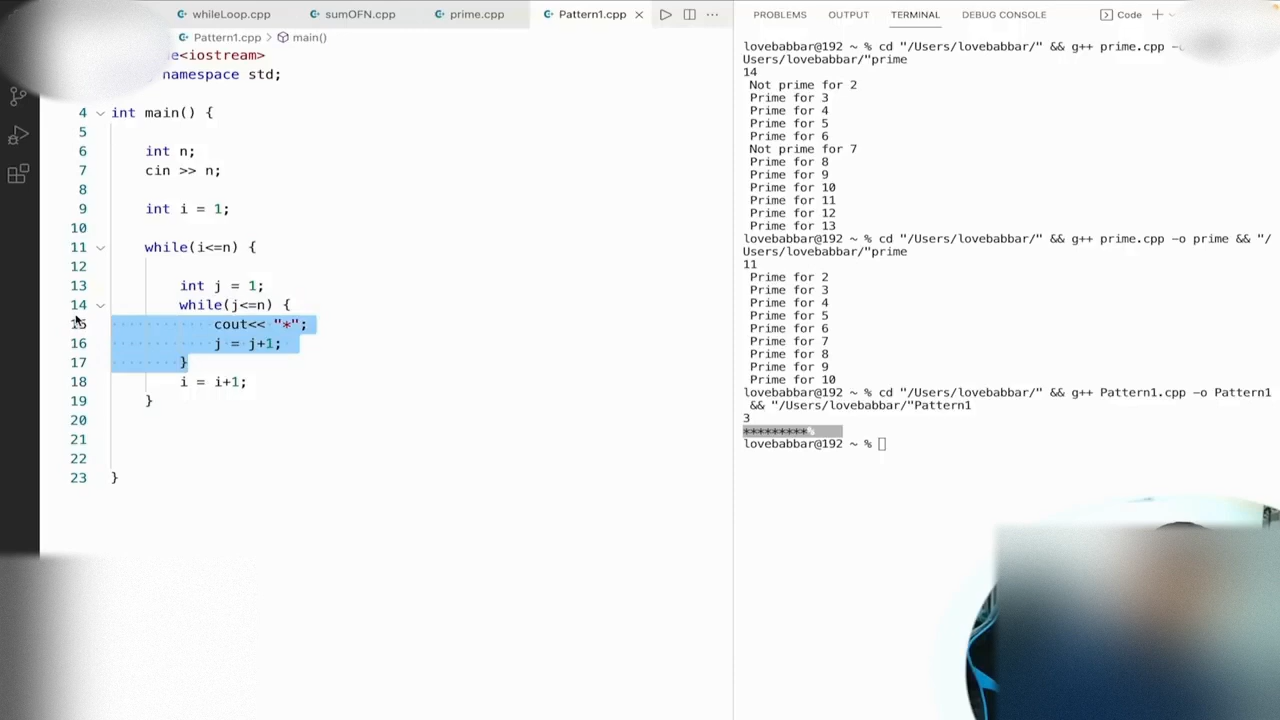 whileLoop.cpp sumOFN.cpp prime.cpp Pattern1.cpp
Pattern1.cpp > main()
<iostream>
namespace std;
4 int main() {
5
6 int n;
7 cin >> n;
8
9 int i = 1;
10
11 while(i<=n) {
12
13 int j = 1;
14 while(j<=n) {
15 cout<< "*";
16 j = j+1;
17 }
18 i = i+1;
19 }
20
21
22
23 }
PROBLEMS OUTPUT TERMINAL DEBUG CONSOLE Code
lovebabbar@192 ~ % cd "/Users/lovebabbar/" && g++ prime.cpp
Users/lovebabbar/"prime
14
Not prime for 2
Prime for 3
Prime for 4
Prime for 5
Prime for 6
Not prime for 7
Prime for 8
Prime for 9
Prime for 10
Prime for 11
Prime for 12
Prime for 13
lovebabbar@192 ~ % cd "/Users/lovebabbar/" && g++ prime.cpp -o prime && "/
Users/lovebabbar/"prime
11
Prime for 2
Prime for 3
Prime for 4
Prime for 5
Prime for 6
Prime for 7
Prime for 8
Prime for 9
Prime for 10
lovebabbar@192 ~ % cd "/Users/lovebabbar/" && g++ Pattern1.cpp -o Pattern1
&& "/Users/lovebabbar/"Pattern1
3
*********%
lovebabbar@192 ~ %